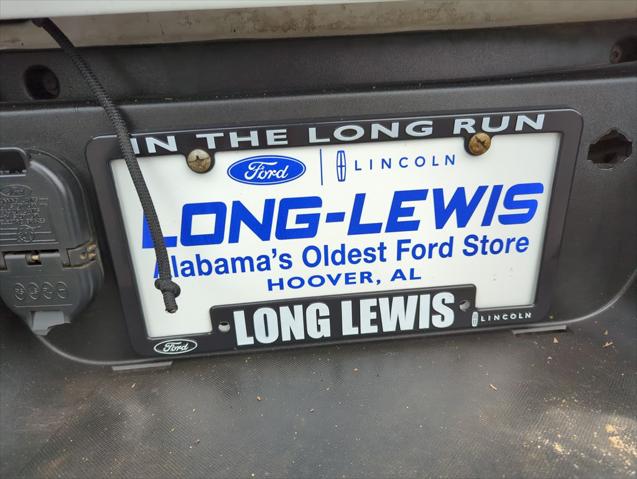 IN THE LONG RUN
Ford LINCOLN
LONG-LEWIS
Alabama's Oldest Ford Store
HOOVER, AL
LONG LEWIS
Ford LINCOLN